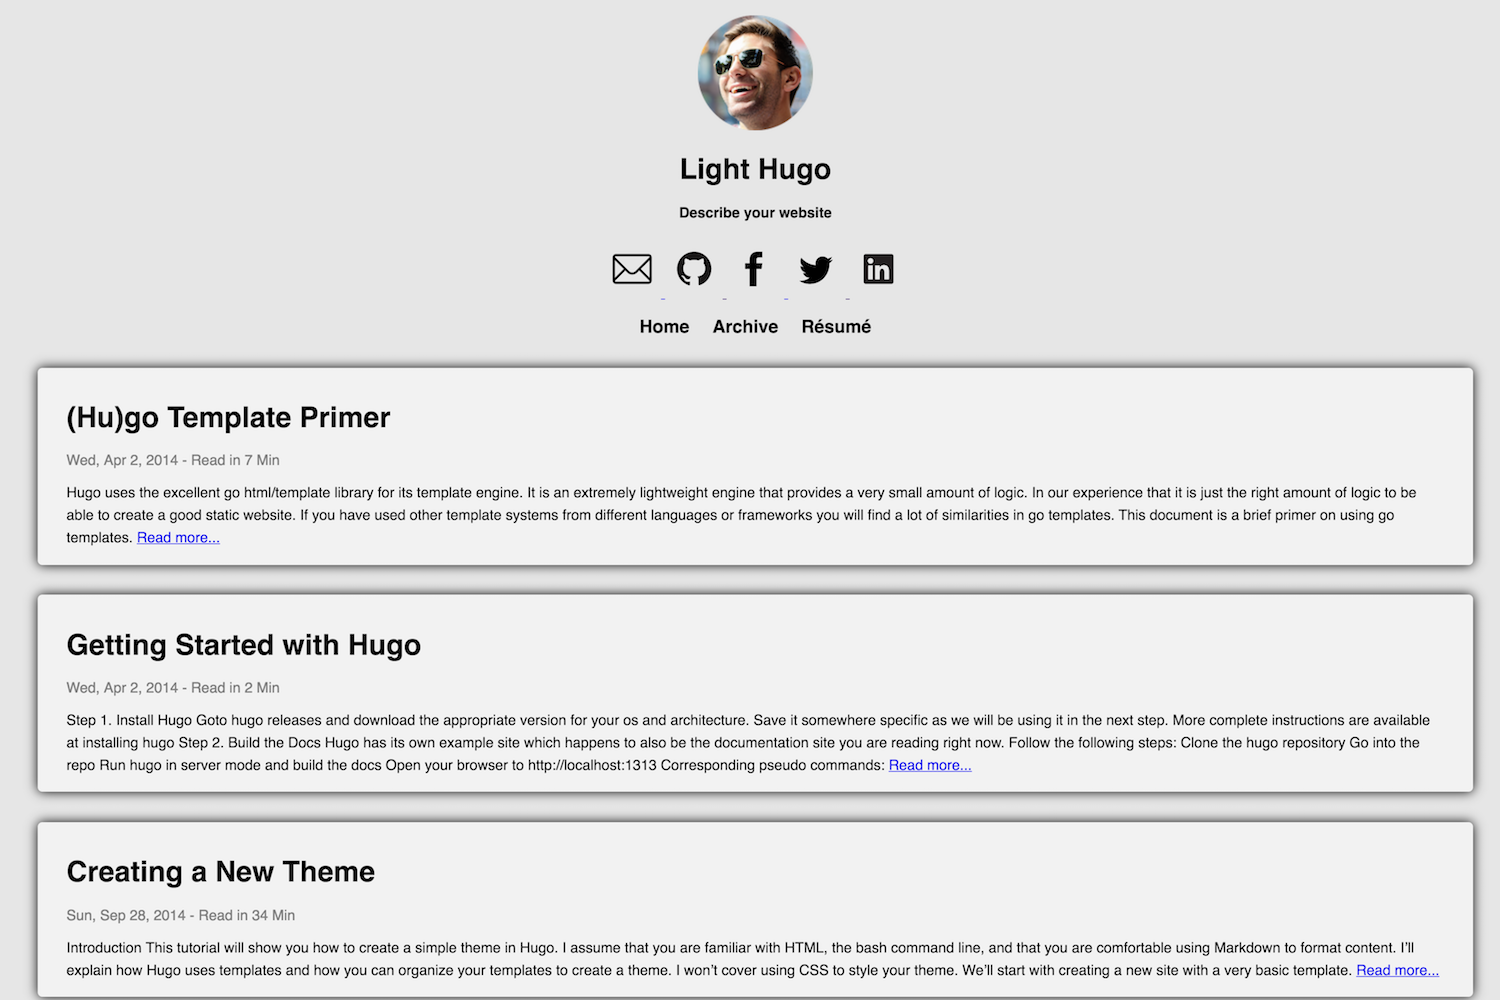 Light Hugo
Describe your website
in
Home Archive Résumé
(Hu)go Template Primer
Wed, Apr 2, 2014 - Read in 7 Min
Hugo uses the excellent go html/template library for its template engine. It is an extremely lightweight engine that provides a very small amount of logic. In our experience that it is just the right amount of logic to be
able to create a good static website. If you have used other template systems from different languages or frameworks you will find a lot of similarities in go templates. This document is a brief primer on using go
templates. Read more...
Getting Started with Hugo
Wed, Apr 2, 2014 - Read in 2 Min
Step 1. Install Hugo Goto hugo releases and download the appropriate version for your os and architecture. Save it somewhere specific as we will be using it in the next step. More complete instructions are available
at installing hugo Step 2. Build the Docs Hugo has its own example site which happens to also be the documentation site you are reading right now. Follow the following steps: Clone the hugo repository Go into the
repo Run hugo in server mode and build the docs Open your browser to http://localhost:1313 Corresponding pseudo commands: Read more...
Creating a New Theme
Sun, Sep 28, 2014 - Read in 34 Min
Introduction This tutorial will show you how to create a simple theme in Hugo. I assume that you are familiar with HTML, the bash command line, and that you are comfortable using Markdown to format content. I’ll
explain how Hugo uses templates and how you can organize your templates to create a theme. I won’t cover using CSS to style your theme. We’ll start with creating a new site with a very basic template. Read more...